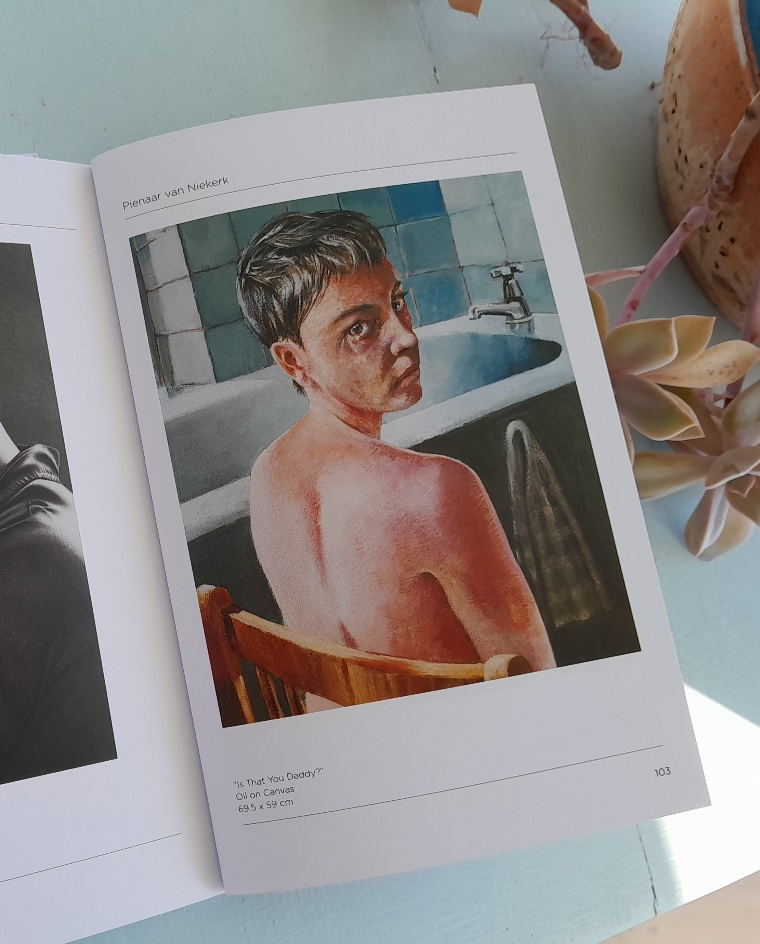 Pienaar van Niekerk
"Is That You Daddy?"
Oil on Canvas
69.5 x 59 cm
103